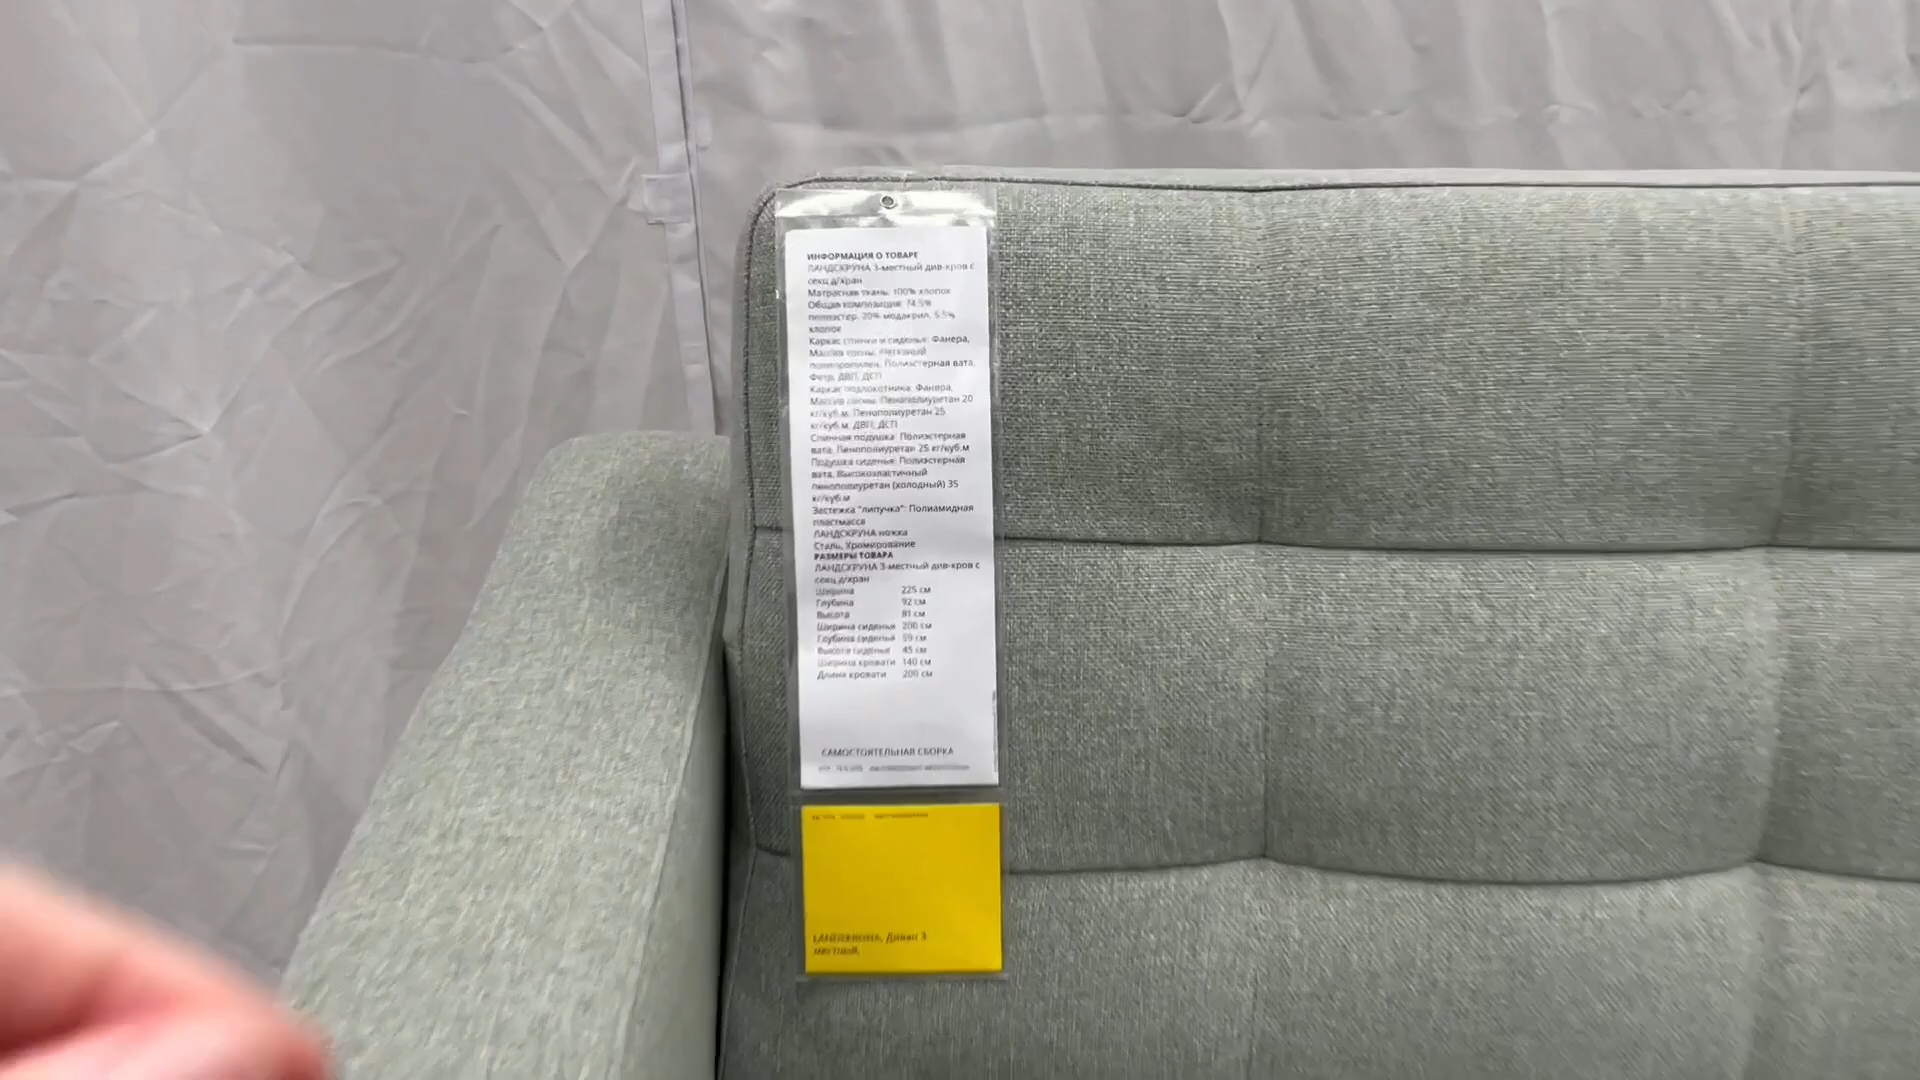 ИНФОРМАЦИЯ О ТОВАРЕ
ЛАНДСКРУНА 3-местный див-кров с
секц д/хран
Матрасная ткань: 100% хлопок
Общая композиция: 74.5%
полиэстер, 20% модакрил, 5.5%
хлопок
Каркас спинки и сиденья: Фанера,
Массив сосны, Нетканый
полипропилен, Полиэстерная вата,
Фетр, ДВП, ДСП
Каркас подлокотника: Фанера,
Массив сосны, Пенополиуретан 20
кг/куб.м, Пенополиуретан 25
кг/куб.м, ДВП, ДСП
Спинная подушка: Полиэстерная
вата, Пенополиуретан 25 кг/куб.м
Подушка сиденья: Полиэстерная
вата, Высокоэластичный
пенополиуретан (холодный) 35
кг/куб.м
Застежка "липучка": Полиамидная
пластмасса
ЛАНДСКРУНА ножка
Сталь, Хромирование
РАЗМЕРЫ ТОВАРА
ЛАНДСКРУНА 3-местный див-кров с
секц д/хран
Ширина 225 см
Глубина 92 см
Высота 81 см
Ширина сиденья 200 см
Глубина сиденья 59 см
Высота сиденья 45 см
Ширина кровати 140 см
Длина кровати 200 см
САМОСТОЯТЕЛЬНАЯ СБОРКА
Диван 3
местный,